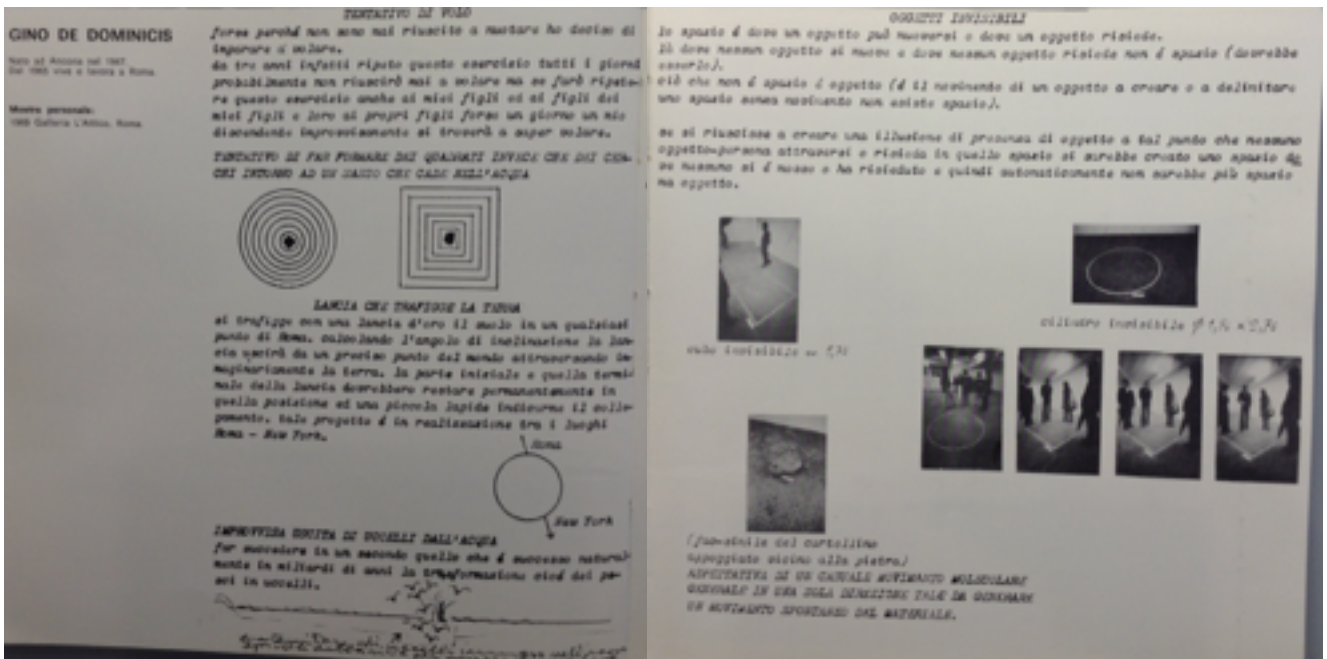 GINO DE DOMINICIS
Nato ad Ancona nel 1947.
Dal 1968 vive e lavora a Roma.
Mostra personale:
1969 Galleria L'Attico, Roma.
TENTATIVO DI VOLO
forse perché non sono mai riuscito a nuotare ho deciso di
imparare a volare.
da tre anni infatti ripeto questo esercizio tutti i giorni
probabilmente non riuscirò mai a volare ma se farò ripete-
re questo esercizio anche ai miei figli ed ai figli dei
miei figli e loro ai propri figli forse un giorno un mio
discendente improvvisamente si troverà a saper volare.
TENTATIVO DI FAR FORMARE DEI QUADRATI INVECE CHE DEI CER-
CHI INTORNO AD UN SASSO CHE CADE NELL'ACQUA
LANCIA CHE TRAFIGGE LA TERRA
si trafigge con una lancia d'oro il suolo in un qualsiasi
punto di Roma. calcolando l'angolo di inclinazione la lan-
cia uscirà da un preciso punto del mondo attraversando im-
maginariamente la terra. la parte iniziale e quella termi-
nale della lancia dovrebbero restare permanentemente in
quella posizione ed una piccola lapide indicarne il colle-
gamento. tale progetto é in realizzazione tra i luoghi
Roma - New York.
Roma
New York
IMPROVVISA USCITA DI UCCELLI DALL'ACQUA
far succedere in un secondo quello che é successo natural-
mente in miliardi di anni la trasformazione cioé dei pe-
sci in uccelli.
OGGETTI INVISIBILI
lo spazio é dove un oggetto può muoversi e dove un oggetto risiede.
là dove nessun oggetto si muove e dove nessun oggetto risiede non é spazio (dovrebbe
esserlo).
ciò che non é spazio é oggetto (é il movimento di un oggetto a creare o a delimitare
uno spazio senza movimento non esiste spazio).
se si riuscisse a creare una illusione di presenza di oggetto a tal punto che nessuno
oggetto-persona attraversi o risieda in quello spazio si sarebbe creato uno spazio do
ve nessuno si é mosso o ha risieduto e quindi automaticamente non sarebbe più spazio
ma oggetto.
cubo invisibile
cilindro invisibile
(fac-simile del cartellino
appoggiato vicino alla pietra)
ASPETTATIVA DI UN CASUALE MOVIMENTO MOLECOLARE
GENERALE IN UNA SOLA DIREZIONE TALE DA GENERARE
UN MOVIMENTO SPONTANEO DEL MATERIALE.